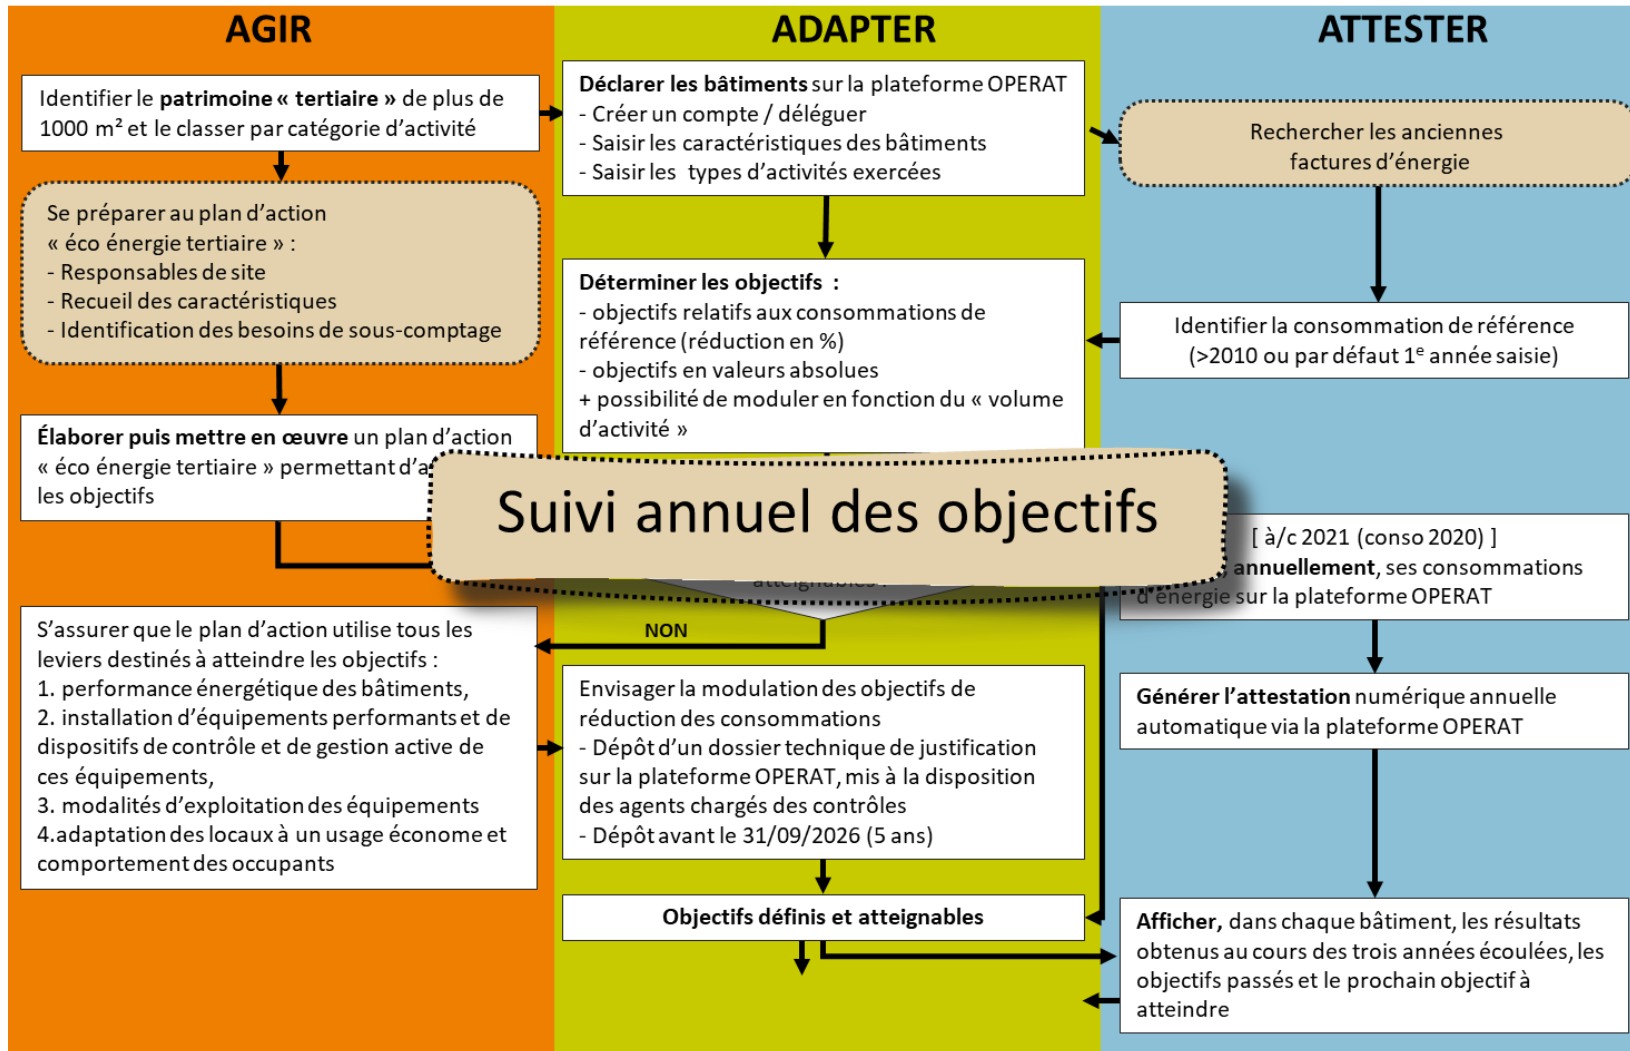 AGIR
Identifier le patrimoine « tertiaire » de plus de
1000 m² et le classer par catégorie d’activité
Se préparer au plan d’action
« éco énergie tertiaire » :
- Responsables de site
- Recueil des caractéristiques
- Identification des besoins de sous-comptage
Élaborer puis mettre en œuvre un plan d’action
« éco énergie tertiaire » permettant
les objectifs
S’assurer que le plan d’action utilise tous les
leviers destinés à atteindre les objectifs :
1. performance énergétique des bâtiments,
2. installation d’équipements performants et de
dispositifs de contrôle et de gestion active de
ces équipements,
3. modalités d’exploitation des équipements
4.adaptation des locaux à un usage économe et
comportement des occupants
ADAPTER
Déclarer les bâtiments sur la plateforme OPERAT
- Créer un compte / déléguer
- Saisir les caractéristiques des bâtiments
- Saisir les types d’activités exercées
Déterminer les objectifs :
- objectifs relatifs aux consommations de
référence (réduction en %)
- objectifs en valeurs absolues
+ possibilité de moduler en fonction du « volume
d’activité »
Suivi annuel des objectifs
NON
Envisager la modulation des objectifs de
réduction des consommations
- Dépôt d’un dossier technique de justification
sur la plateforme OPERAT, mis à la disposition
des agents chargés des contrôles
- Dépôt avant le 31/09/2026 (5 ans)
Objectifs définis et atteignables
ATTESTER
Rechercher les anciennes
factures d’énergie
Identifier la consommation de référence
(>2010 ou par défaut 1ᵉ année saisie)
[ à/c 2021 (conso 2020) ]
annuellement, ses consommations
d’énergie sur la plateforme OPERAT
Générer l’attestation numérique annuelle
automatique via la plateforme OPERAT
Afficher, dans chaque bâtiment, les résultats
obtenus au cours des trois années écoulées, les
objectifs passés et le prochain objectif à
atteindre